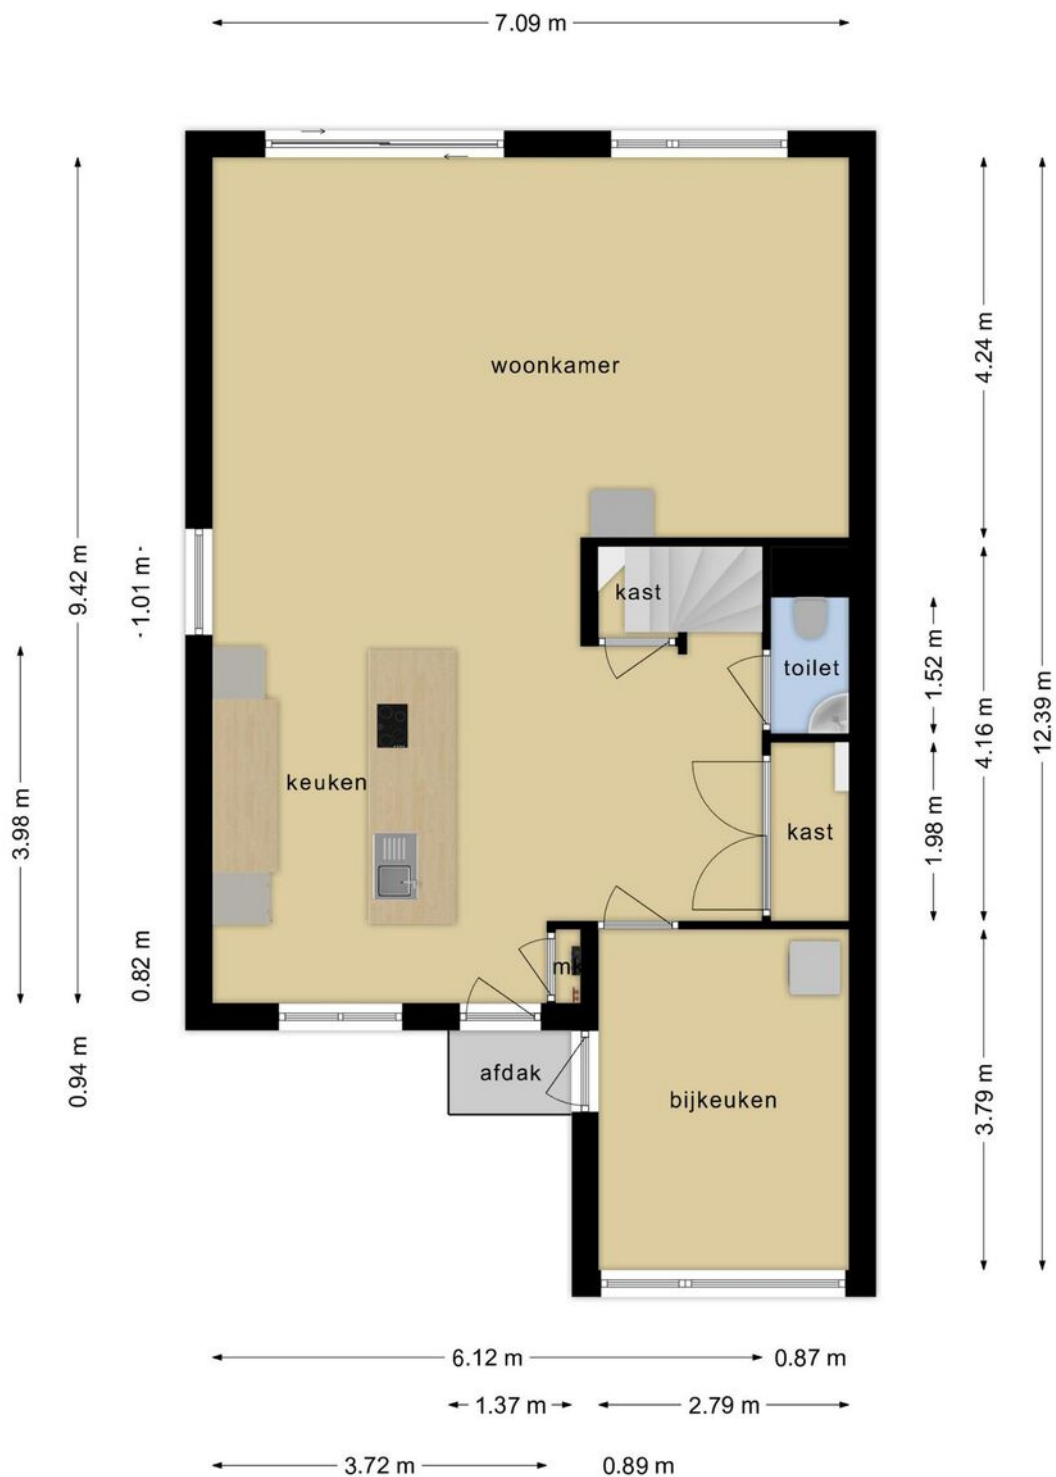 7.09 m
woonkamer
4.24 m
9.42 m
1.01 m
kast
toilet
1.52 m
4.16 m
12.39 m
keuken
3.98 m
kast
1.98 m
0.82 m
mk
0.94 m
afdak
bijkeuken
3.79 m
6.12 m
0.87 m
1.37 m
2.79 m
3.72 m
0.89 m